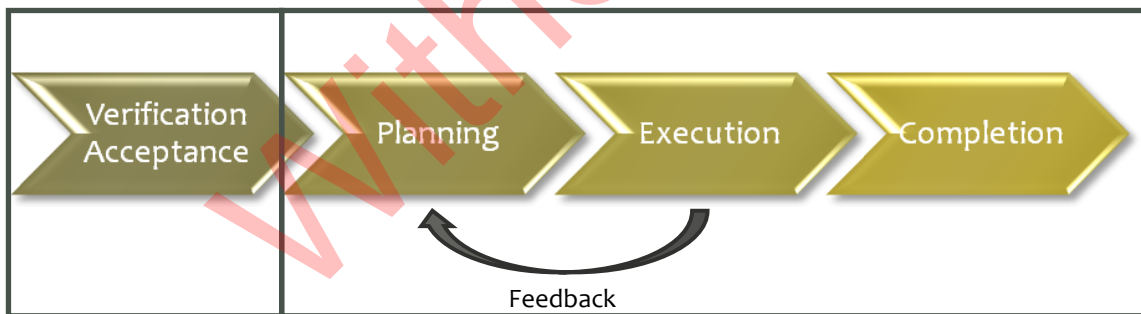 Verification
Acceptance
Planning
Execution
Completion
Feedback